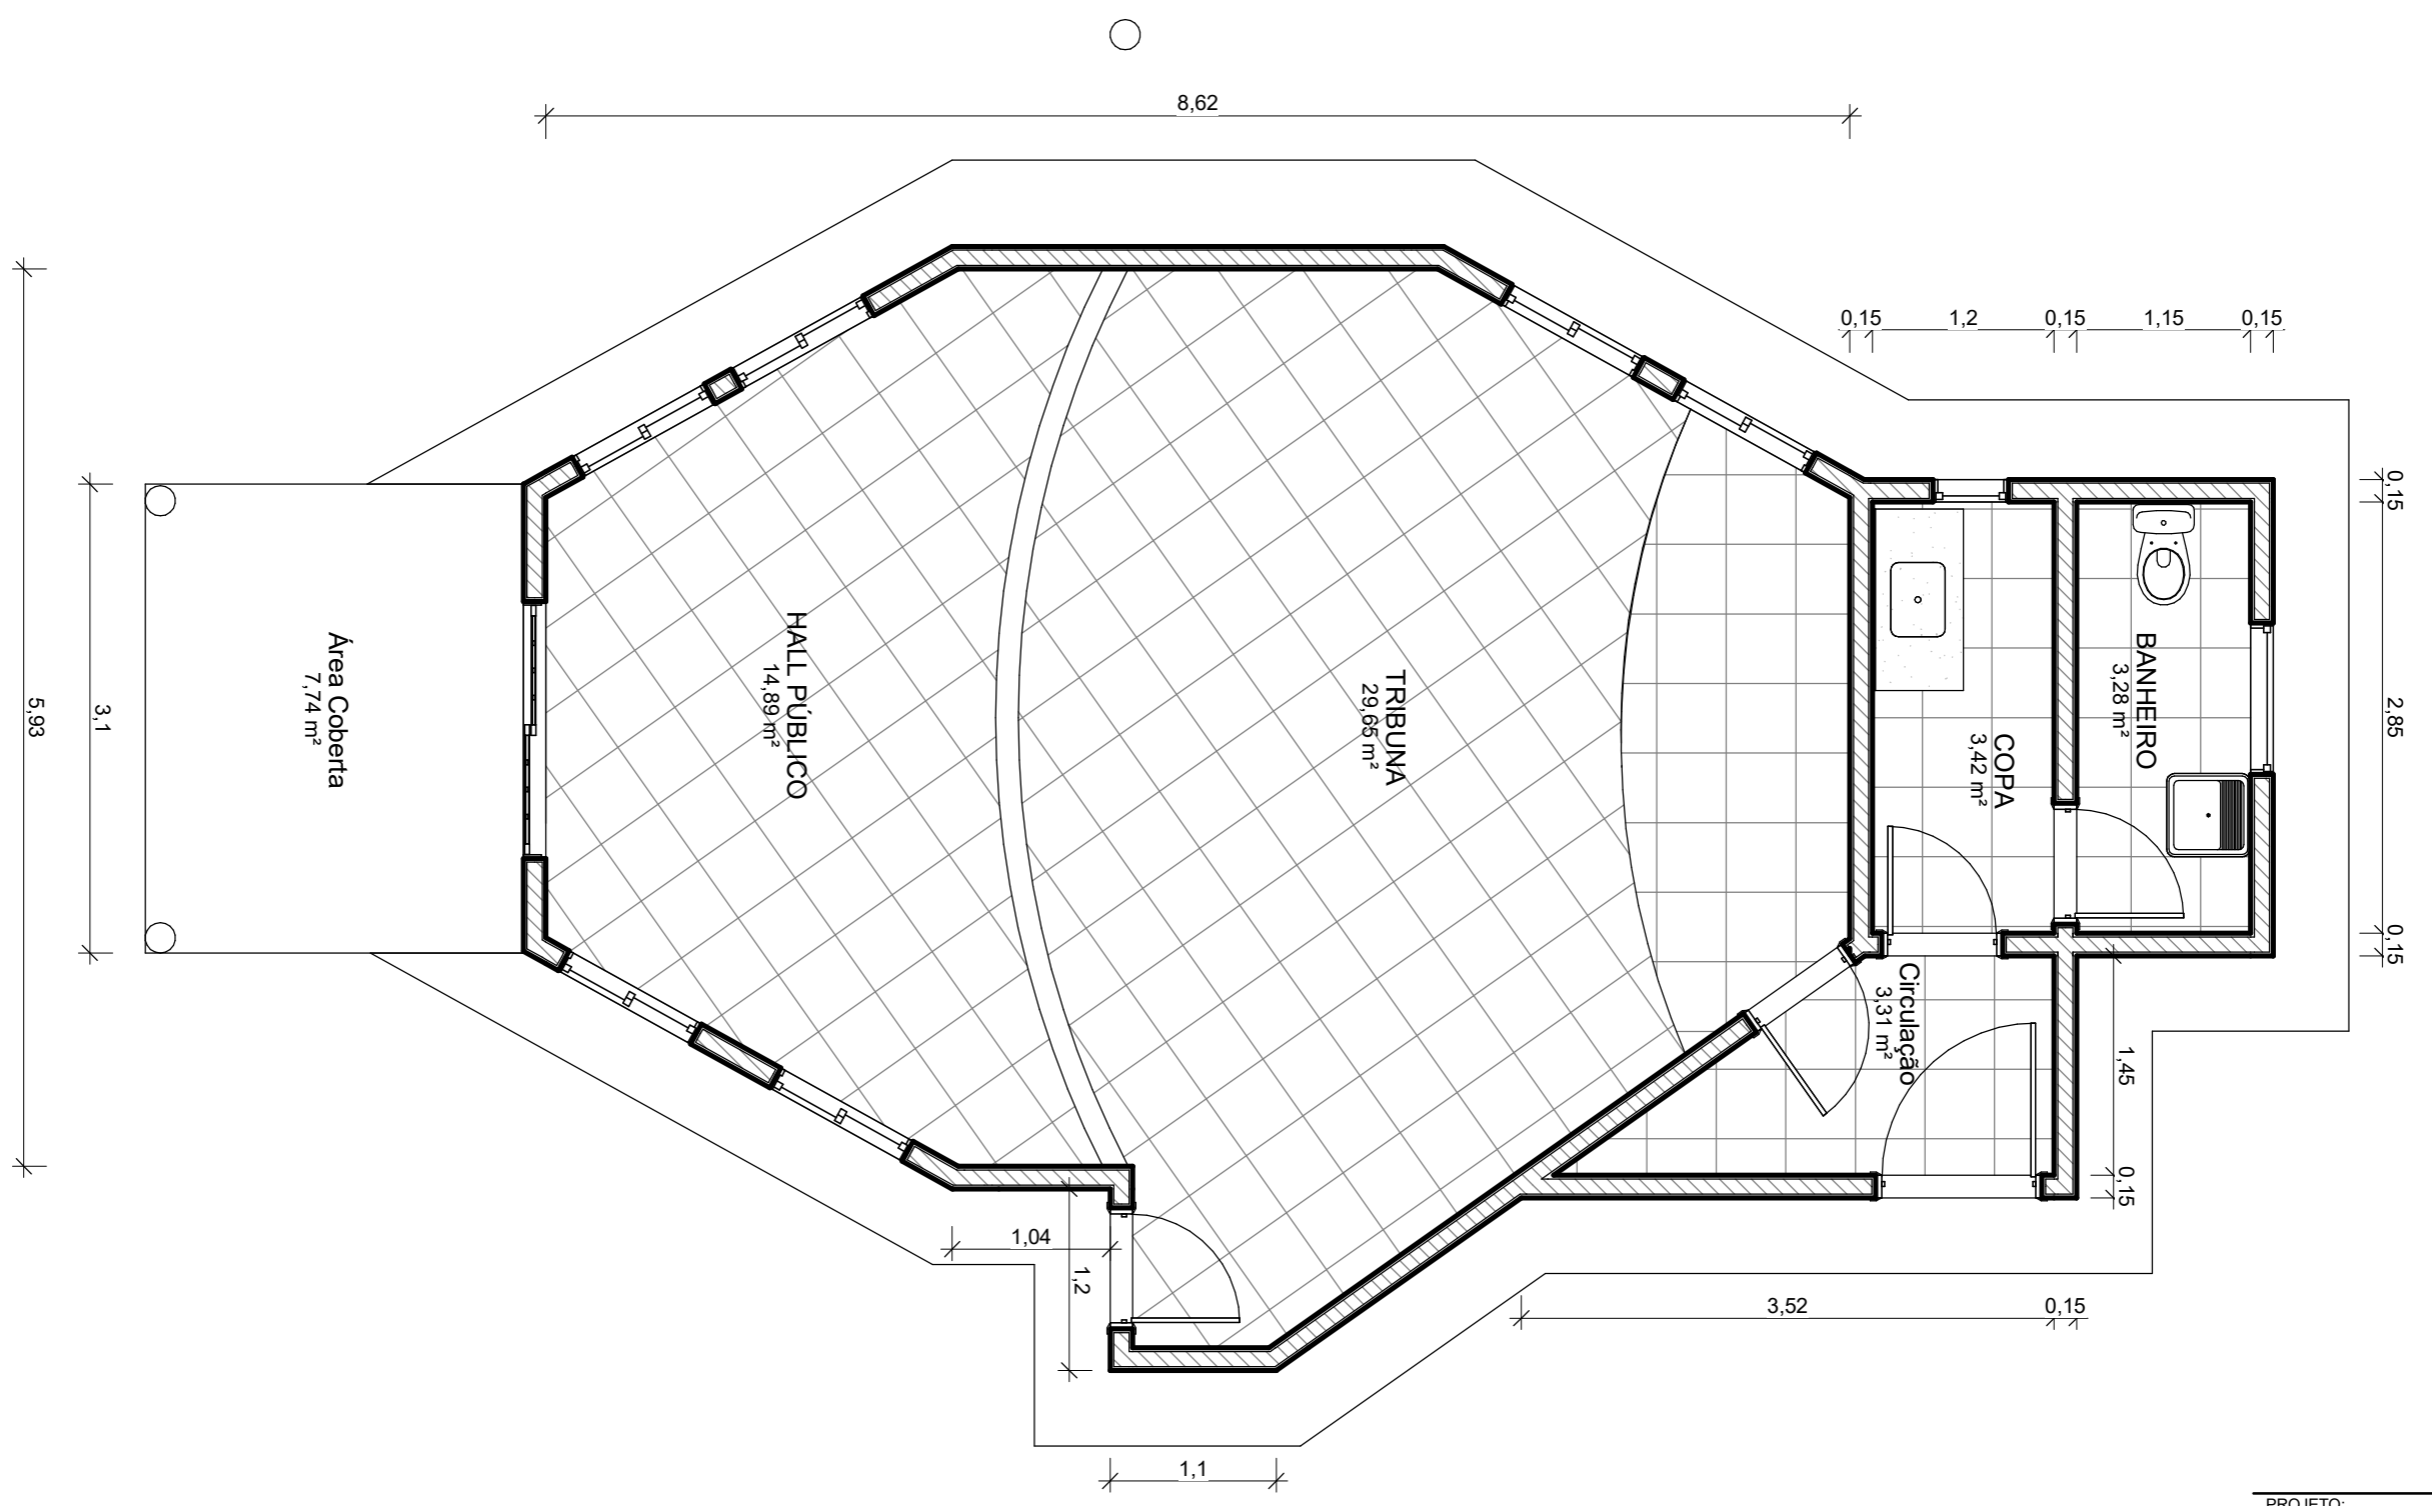 8,62
0,15
1,2
0,15
1,15
0,15
0,15
2,85
0,15
5,93
3,1
Área Coberta
7,74 m²
HALL PÚBLICO
14,89 m²
TRIBUNA
29,65 m²
COPA
3,42 m²
BANHEIRO
3,28 m²
Circulação
3,31 m²
1,45
0,15
1,04
1,2
3,52
0,15
1,1
PROJETO: